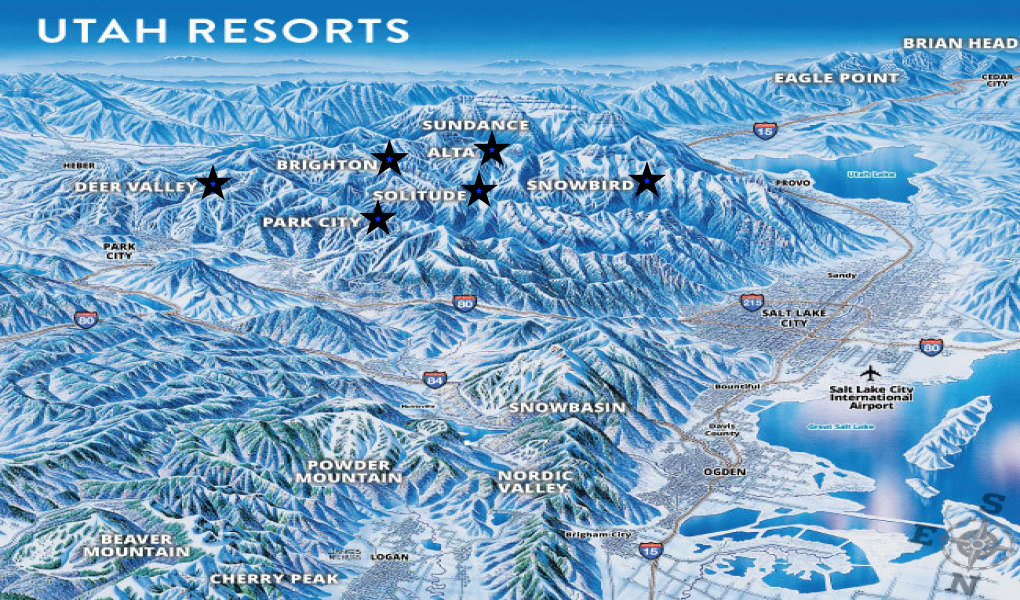 UTAH RESORTS
BRIAN HEAD
EAGLE POINT
CEDAR
CITY
SUNDANCE
15
ALTA
BRIGHTON
HEBER
DEER VALLEY
SOLITUDE
SNOWBIRD
PROVO
Utah Lake
PARK CITY
PARK
CITY
Sandy
80
215
80
SALT LAKE
CITY
80
84
Bountiful
Salt Lake City
International
Airport
Huntsville
SNOWBASIN
Davis
County
Great Salt Lake
POWDER
MOUNTAIN
NORDIC
VALLEY
OGDEN
S
BEAVER
MOUNTAIN
LOGAN
Brigham City
15
E
CHERRY PEAK
N